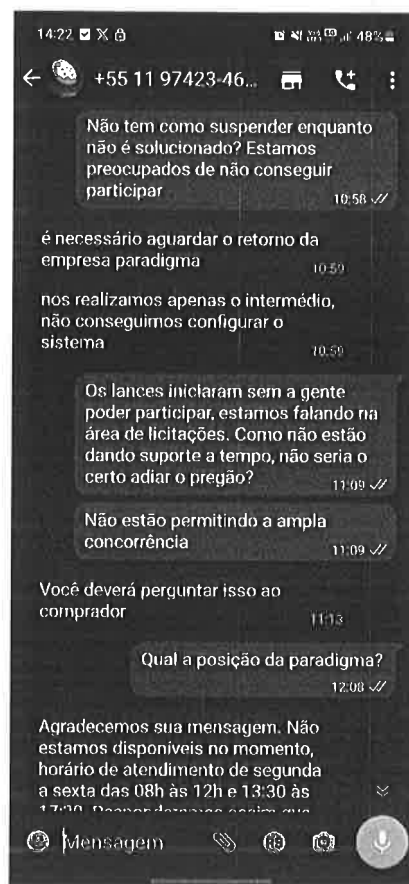 14:22
48%
+55 11 97423-46...
Não tem como suspender enquanto
não é solucionado? Estamos
preocupados de não conseguir
participar
10:58
é necessário aguardar o retorno da
empresa paradigma
10:59
nos realizamos apenas o intermédio,
não conseguimos configurar o
sistema
10:59
Os lances iniciaram sem a gente
poder participar, estamos falando na
área de licitações. Como não estão
dando suporte a tempo, não seria o
certo adiar o pregão?
11:09
Não estão permitindo a ampla
concorrência
11:09
Você deverá perguntar isso ao
comprador
11:13
Qual a posição da paradigma?
12:08
Agradecemos sua mensagem. Não
estamos disponíveis no momento,
horário de atendimento de segunda
a sexta das 08h às 12h e 13:30 às
Mensagem